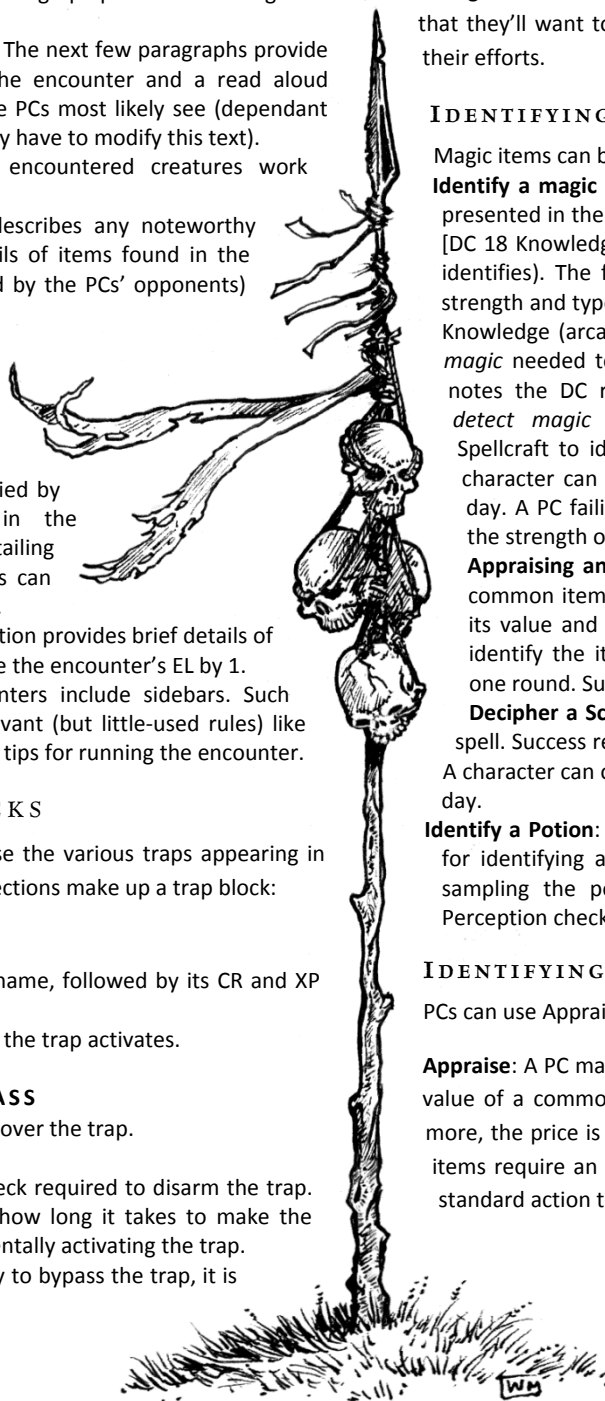 The next few paragraphs provide
he encounter and a read aloud
e PCs most likely see (dependant
y have to modify this text).
encountered creatures work
describes any noteworthy
ils of items found in the
d by the PCs' opponents)
ied by
in the
tailing
s can
tion provides brief details of
e the encounter's EL by 1.
nters include sidebars. Such
vant (but little-used rules) like
tips for running the encounter.
CKS
se the various traps appearing in
ections make up a trap block:
name, followed by its CR and XP
the trap activates.
ASS
over the trap.
eck required to disarm the trap.
how long it takes to make the
entally activating the trap.
y to bypass the trap, it is
that they'll want to
their efforts.
IDENTIFYING
Magic items can b
Identify a magic
presented in the
[DC 18 Knowledg
identifies). The f
strength and type
Knowledge (arca
magic needed to
notes the DC r
detect magic
Spellcraft to id
character can
day. A PC faili
the strength o
Appraising an
common item
its value and
identify the it
one round. Su
Decipher a Sc
spell. Success re
A character can d
day.
Identify a Potion:
for identifying a
sampling the po
Perception check
IDENTIFYING
PCs can use Apprai
Appraise: A PC ma
value of a commo
more, the price is
items require an
standard action t
WM